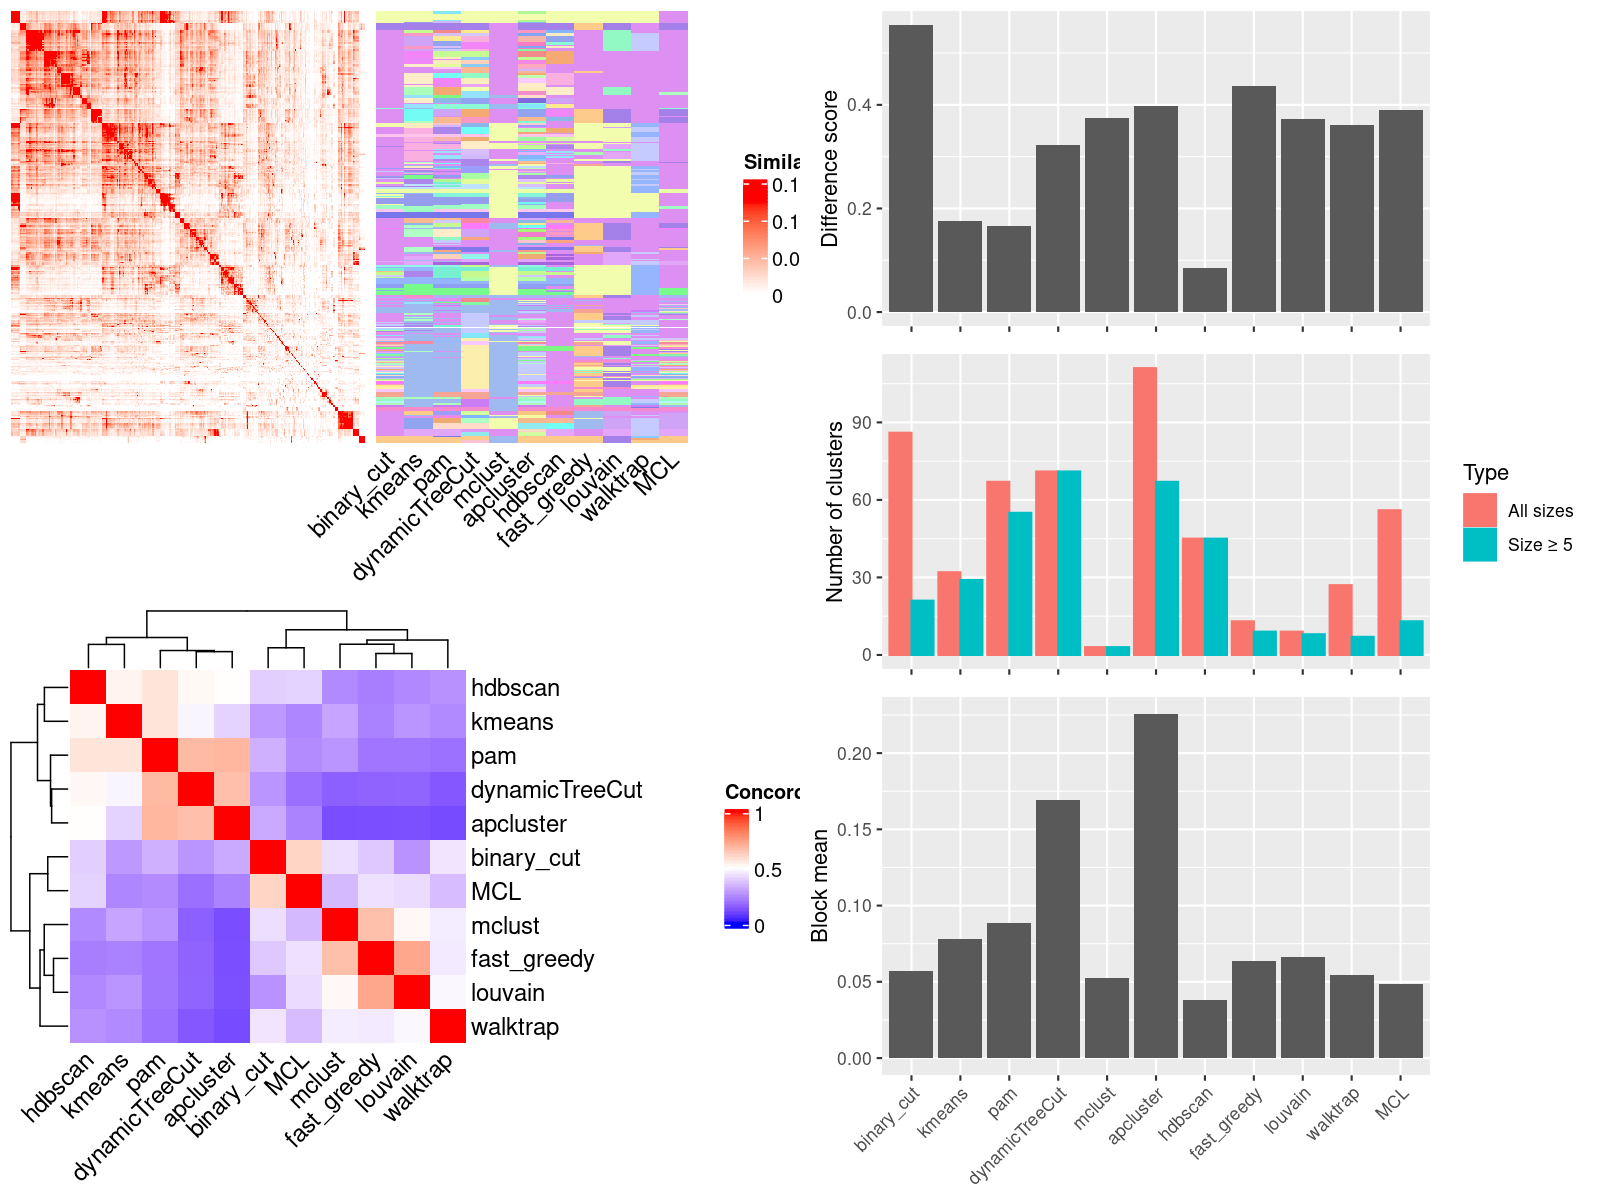 Simila
0.1
0.1
0.0
0
binary_cut
kmeans
pam
dynamicTreeCut
mclust
apcluster
hdbscan
fast_greedy
louvain
walktrap
MCL
hdbscan
kmeans
pam
dynamicTreeCut
apcluster
binary_cut
MCL
mclust
fast_greedy
louvain
walktrap
hdbscan
kmeans
pam
dynamicTreeCut
apcluster
binary_cut
MCL
mclust
fast_greedy
louvain
walktrap
Concord
1
0.5
0
Difference score
0.4
0.2
0.0
Number of clusters
90
60
30
0
Type
All sizes
Size ≥ 5
Block mean
0.20
0.15
0.10
0.05
0.00
binary_cut
kmeans
pam
dynamicTreeCut
mclust
apcluster
hdbscan
fast_greedy
louvain
walktrap
MCL